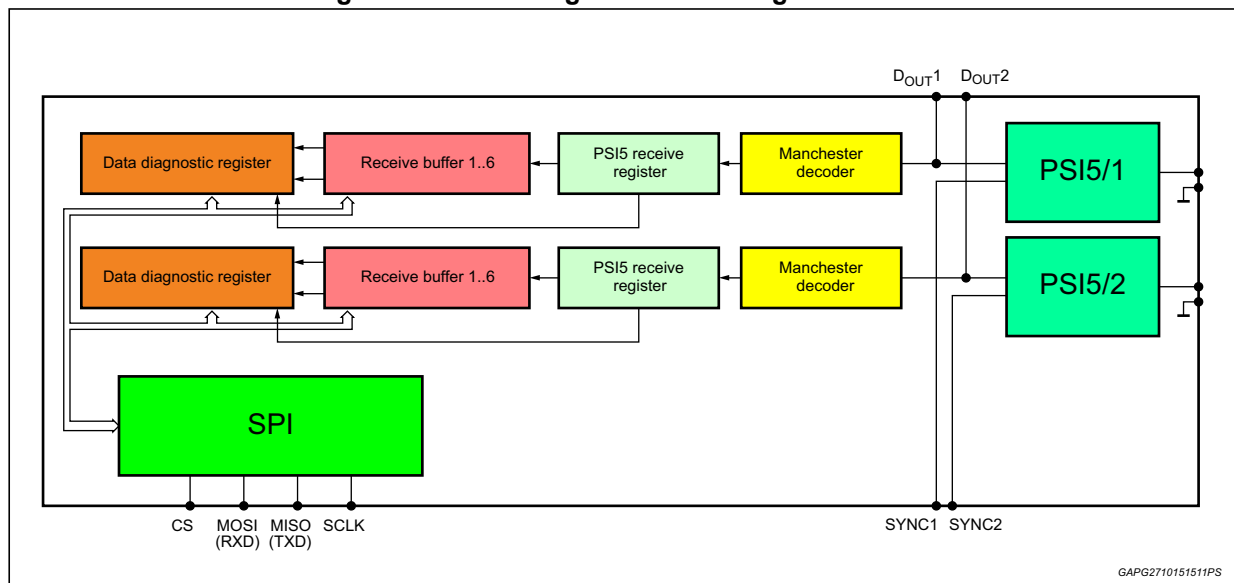 D_OUT1 D_OUT2
Data diagnostic register
Receive buffer 1..6
PSI5 receive
register
Manchester
decoder
PSI5/1
Data diagnostic register
Receive buffer 1..6
PSI5 receive
register
Manchester
decoder
PSI5/2
SPI
CS MOSI MISO SCLK
(RXD) (TXD)
SYNC1 SYNC2
GAPG2710151511PS